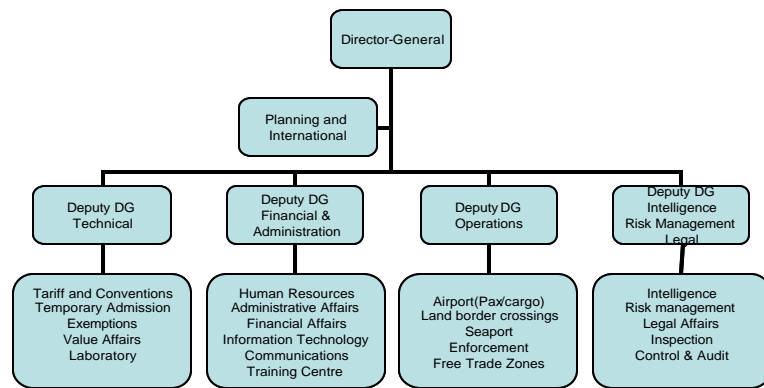 Director-General
Planning and
International
Deputy DG
Technical
Deputy DG
Financial &
Administration
Deputy DG
Operations
Deputy DG
Intelligence
Risk Management
Legal
Tariff and Conventions
Temporary Admission
Exemptions
Value Affairs
Laboratory
Human Resources
Administrative Affairs
Financial Affairs
Information Technology
Communications
Training Centre
Airport(Pax/cargo)
Land border crossings
Seaport
Enforcement
Free Trade Zones
Intelligence
Risk management
Legal Affairs
Inspection
Control & Audit